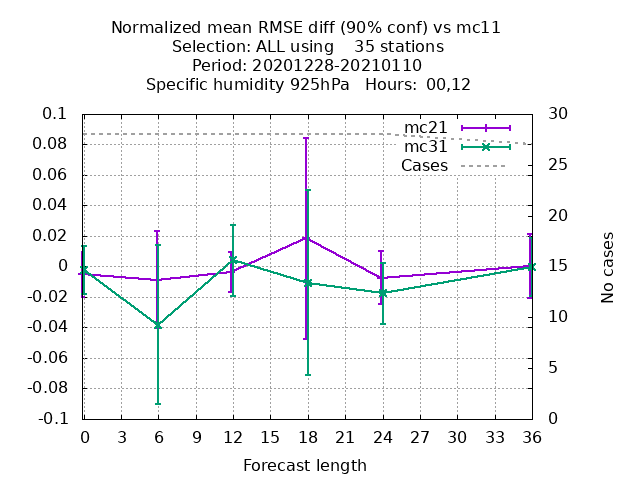 Normalized mean RMSE diff (90% conf) vs mc11
Selection: ALL using    35 stations
Period: 20201228-20210110
Specific humidity 925hPa   Hours:  00,12
0.1
0.08
0.06
0.04
0.02
0
-0.02
-0.04
-0.06
-0.08
-0.1
mc21
mc31
Cases
30
25
20
15
10
5
0
No cases
0 3 6 9 12 15 18 21 24 27 30 33 36
Forecast length